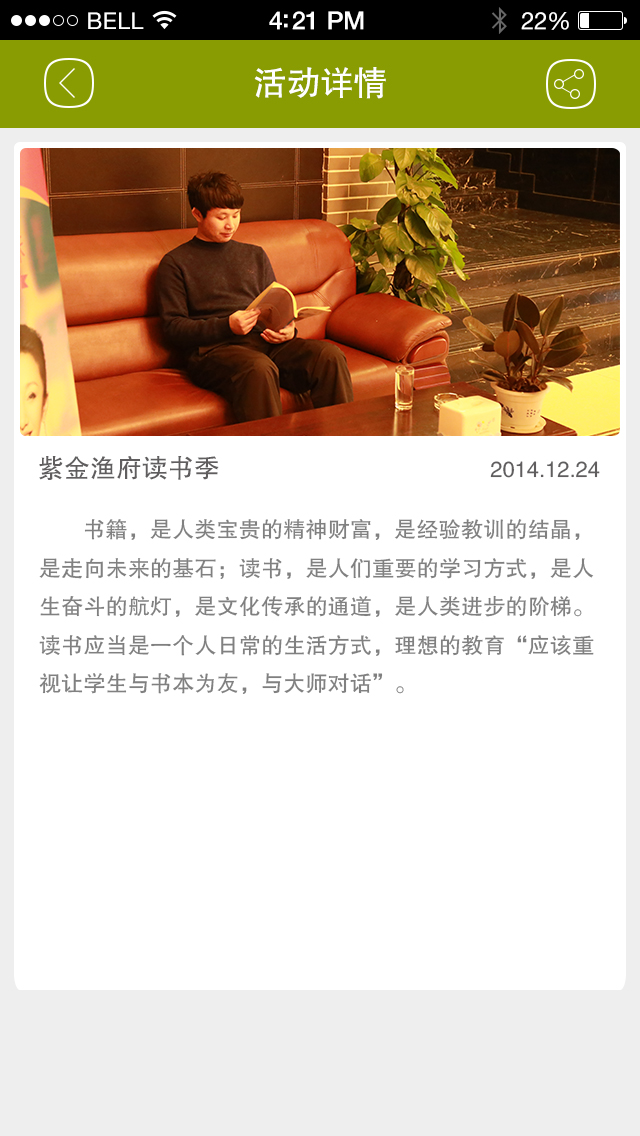 BELL 4:21 PM 22%
活动详情
紫金渔府读书季 2014.12.24
书籍，是人类宝贵的精神财富，是经验教训的结晶，
是走向未来的基石；读书，是人们重要的学习方式，是人
生奋斗的航灯，是文化传承的通道，是人类进步的阶梯。
读书应当是一个人日常的生活方式，理想的教育“应该重
视让学生与书本为友，与大师对话”。